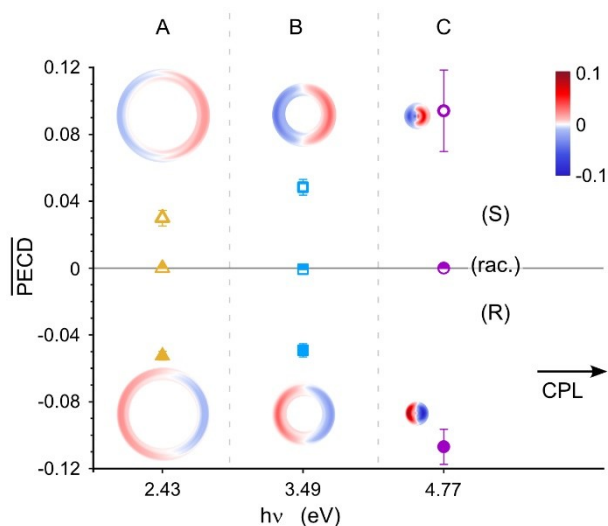 A B C
0.12
0.08
0.04
0
-0.04
-0.08
-0.12
PECD
0.1
0
-0.1
(S)
(rac.)
(R)
CPL
2.43 3.49 4.77
hν (eV)